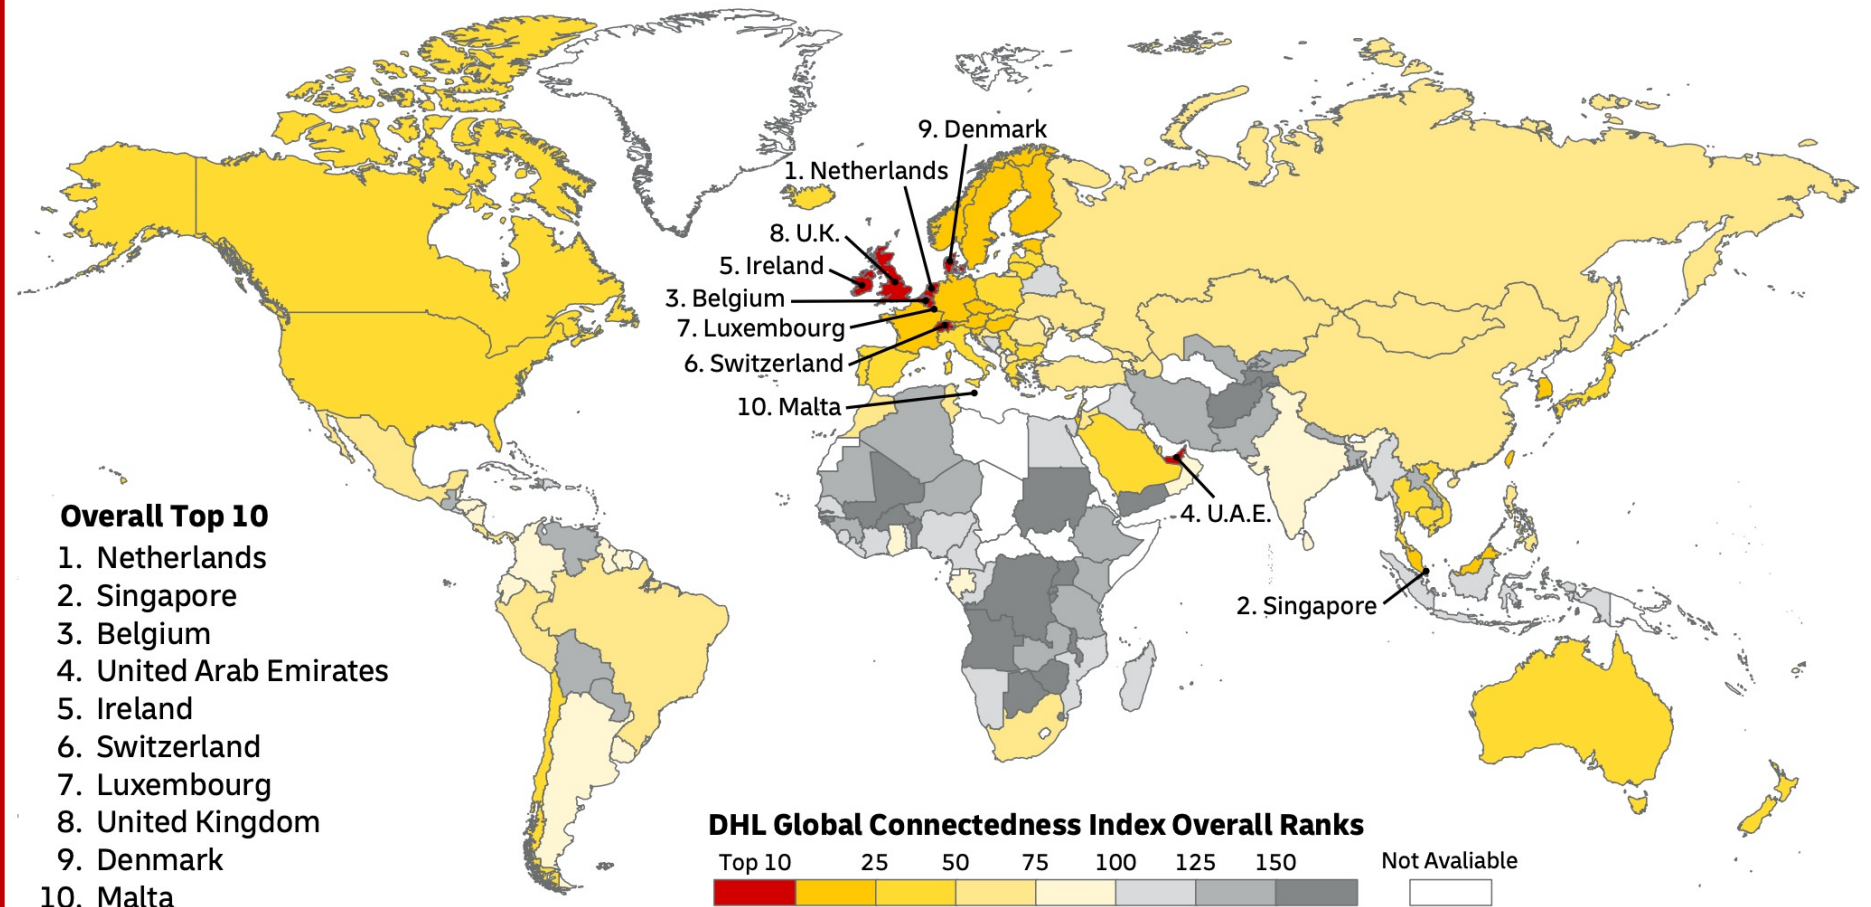 9. Denmark
1. Netherlands
8. U.K.
5. Ireland
3. Belgium
7. Luxembourg
6. Switzerland
10. Malta
4. U.A.E.
2. Singapore
Overall Top 10
1. Netherlands
2. Singapore
3. Belgium
4. United Arab Emirates
5. Ireland
6. Switzerland
7. Luxembourg
8. United Kingdom
9. Denmark
10. Malta
DHL Global Connectedness Index Overall Ranks
Top 10 25 50 75 100 125 150 Not Avaliable